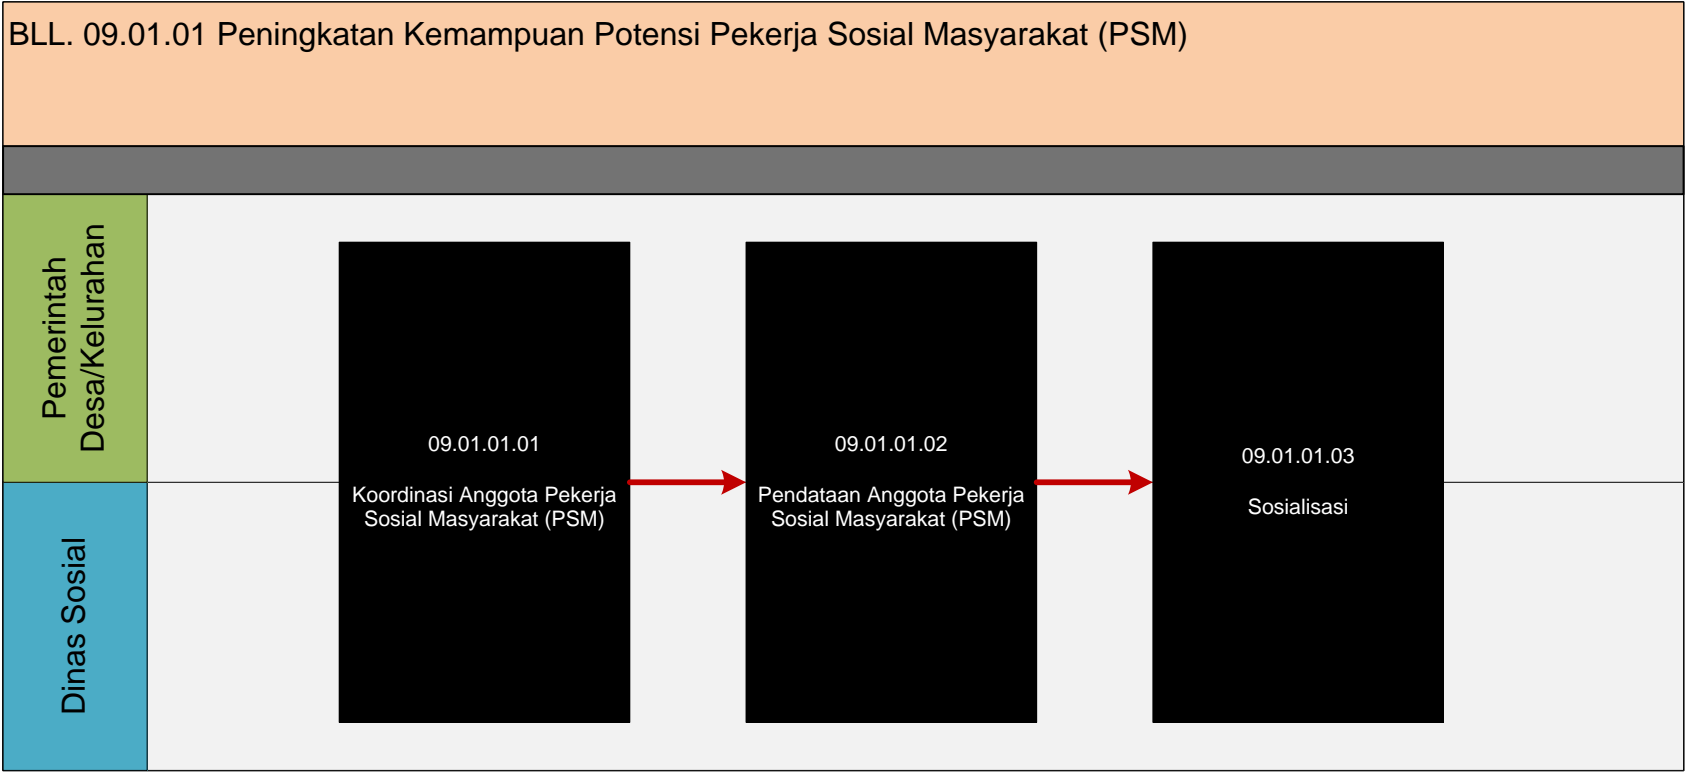 BLL. 09.01.01 Peningkatan Kemampuan Potensi Pekerja Sosial Masyarakat (PSM)
Pemerintah
Desa/Kelurahan
09.01.01.01
Koordinasi Anggota Pekerja
Sosial Masyarakat (PSM)
09.01.01.02
Pendataan Anggota Pekerja
Sosial Masyarakat (PSM)
09.01.01.03
Sosialisasi
Dinas Sosial